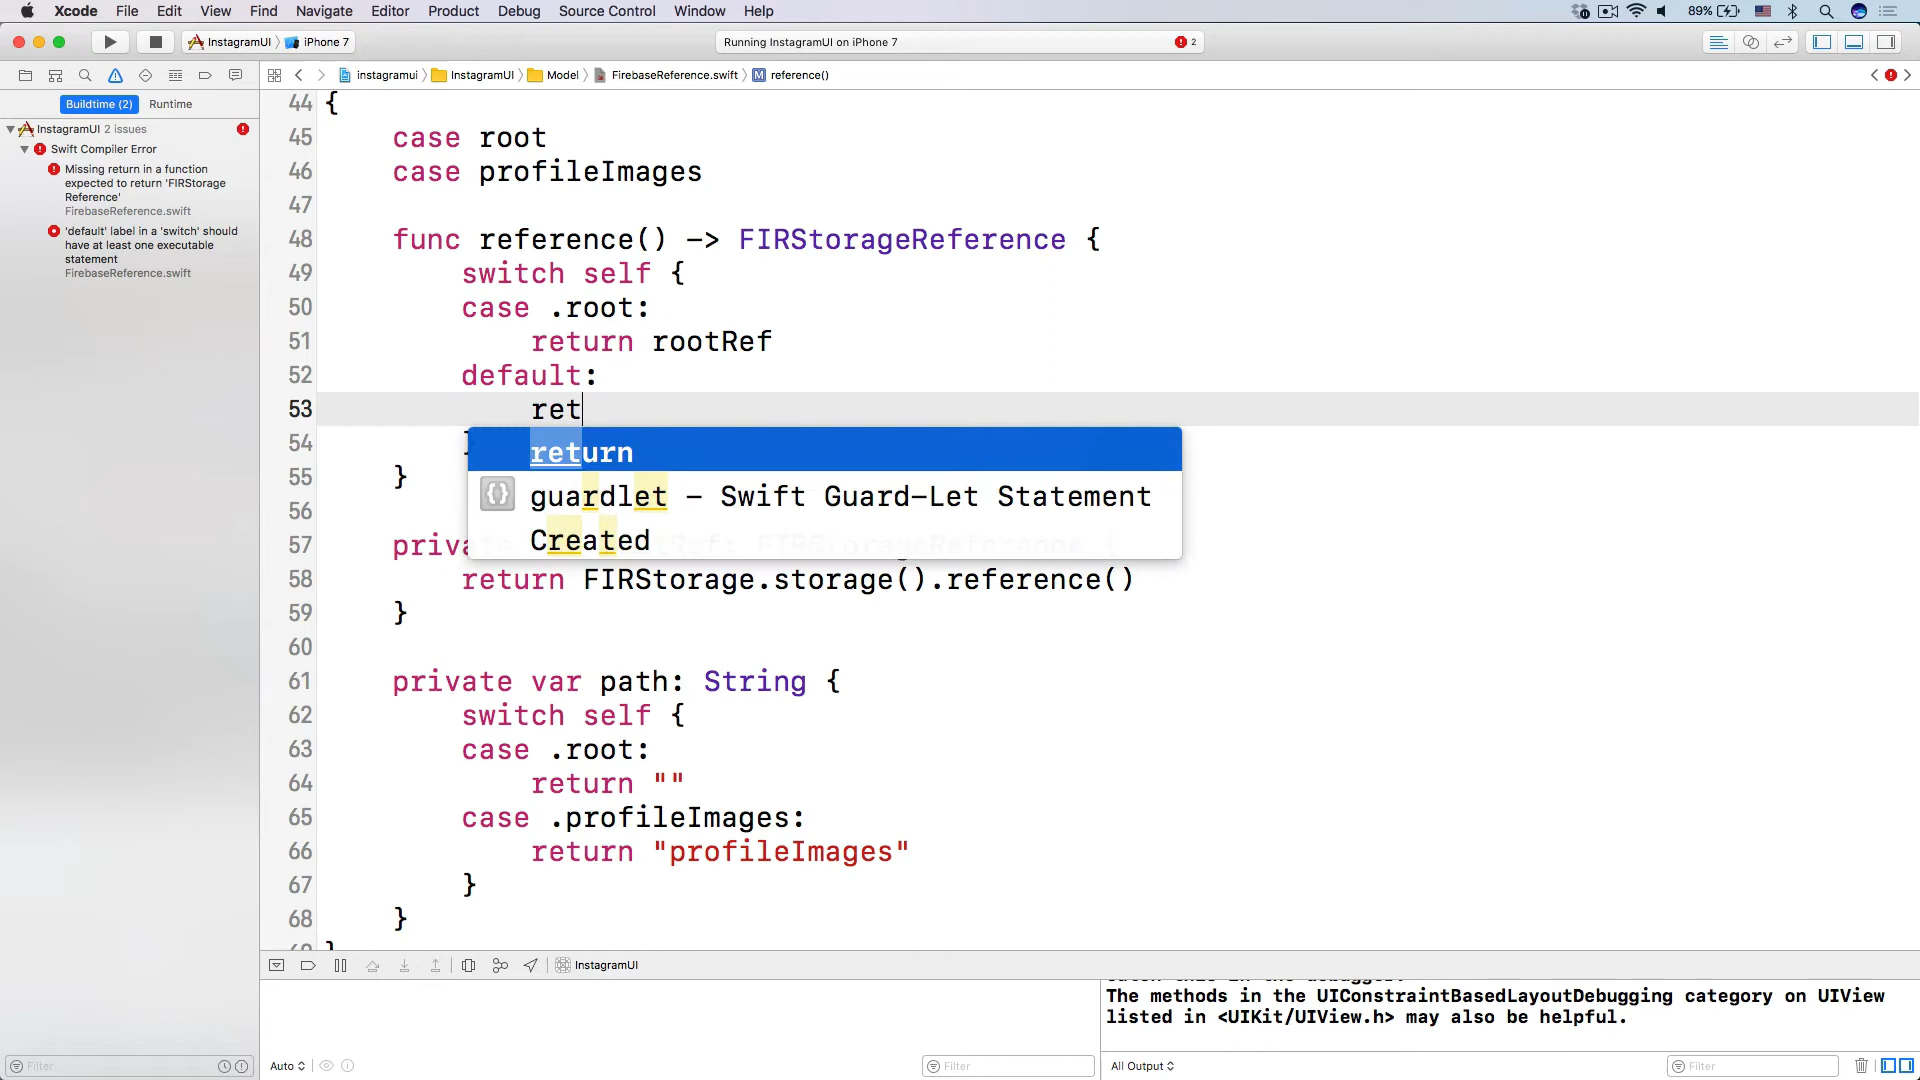 Xcode File Edit View Find Navigate Editor Product Debug Source Control Window Help 89%
InstagramUI iPhone 7 Running InstagramUI on iPhone 7 2
instagramui InstagramUI Model FirebaseReference.swift M reference()
Buildtime (2) Runtime
InstagramUI 2 issues
Swift Compiler Error
Missing return in a function
expected to return 'FIRStorage
Reference'
FirebaseReference.swift
'default' label in a 'switch' should
have at least one executable
statement
FirebaseReference.swift
44 {
45 case root
46 case profileImages
47
48 func reference() -> FIRStorageReference {
49 switch self {
50 case .root:
51 return rootRef
52 default:
53 ret
return
guardlet - Swift Guard-Let Statement
Created
54
55 }
56
57 priva
58 return FIRStorage.storage().reference()
59 }
60
61 private var path: String {
62 switch self {
63 case .root:
64 return ""
65 case .profileImages:
66 return "profileImages"
67 }
68 }
InstagramUI
The methods in the UIConstraintBasedLayoutDebugging category on UIView
listed in <UIKit/UIView.h> may also be helpful.
Filter Auto Filter All Output Filter